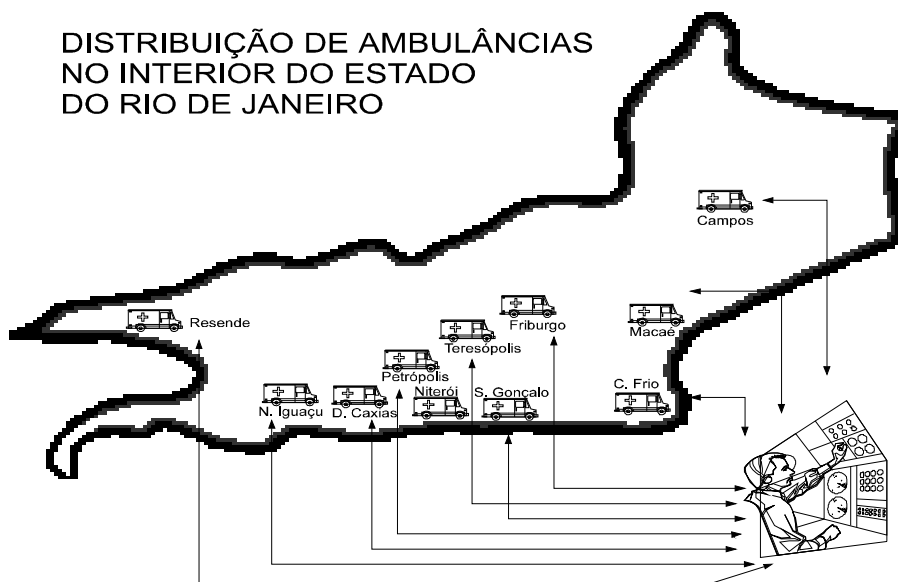 DISTRIBUIÇÃO DE AMBULÂNCIAS
NO INTERIOR DO ESTADO
DO RIO DE JANEIRO
Campos
Resende
Friburgo
Macaé
Teresópolis
Petrópolis
N. Iguaçu
D. Caxias
Niterói
S. Gonçalo
C. Frio